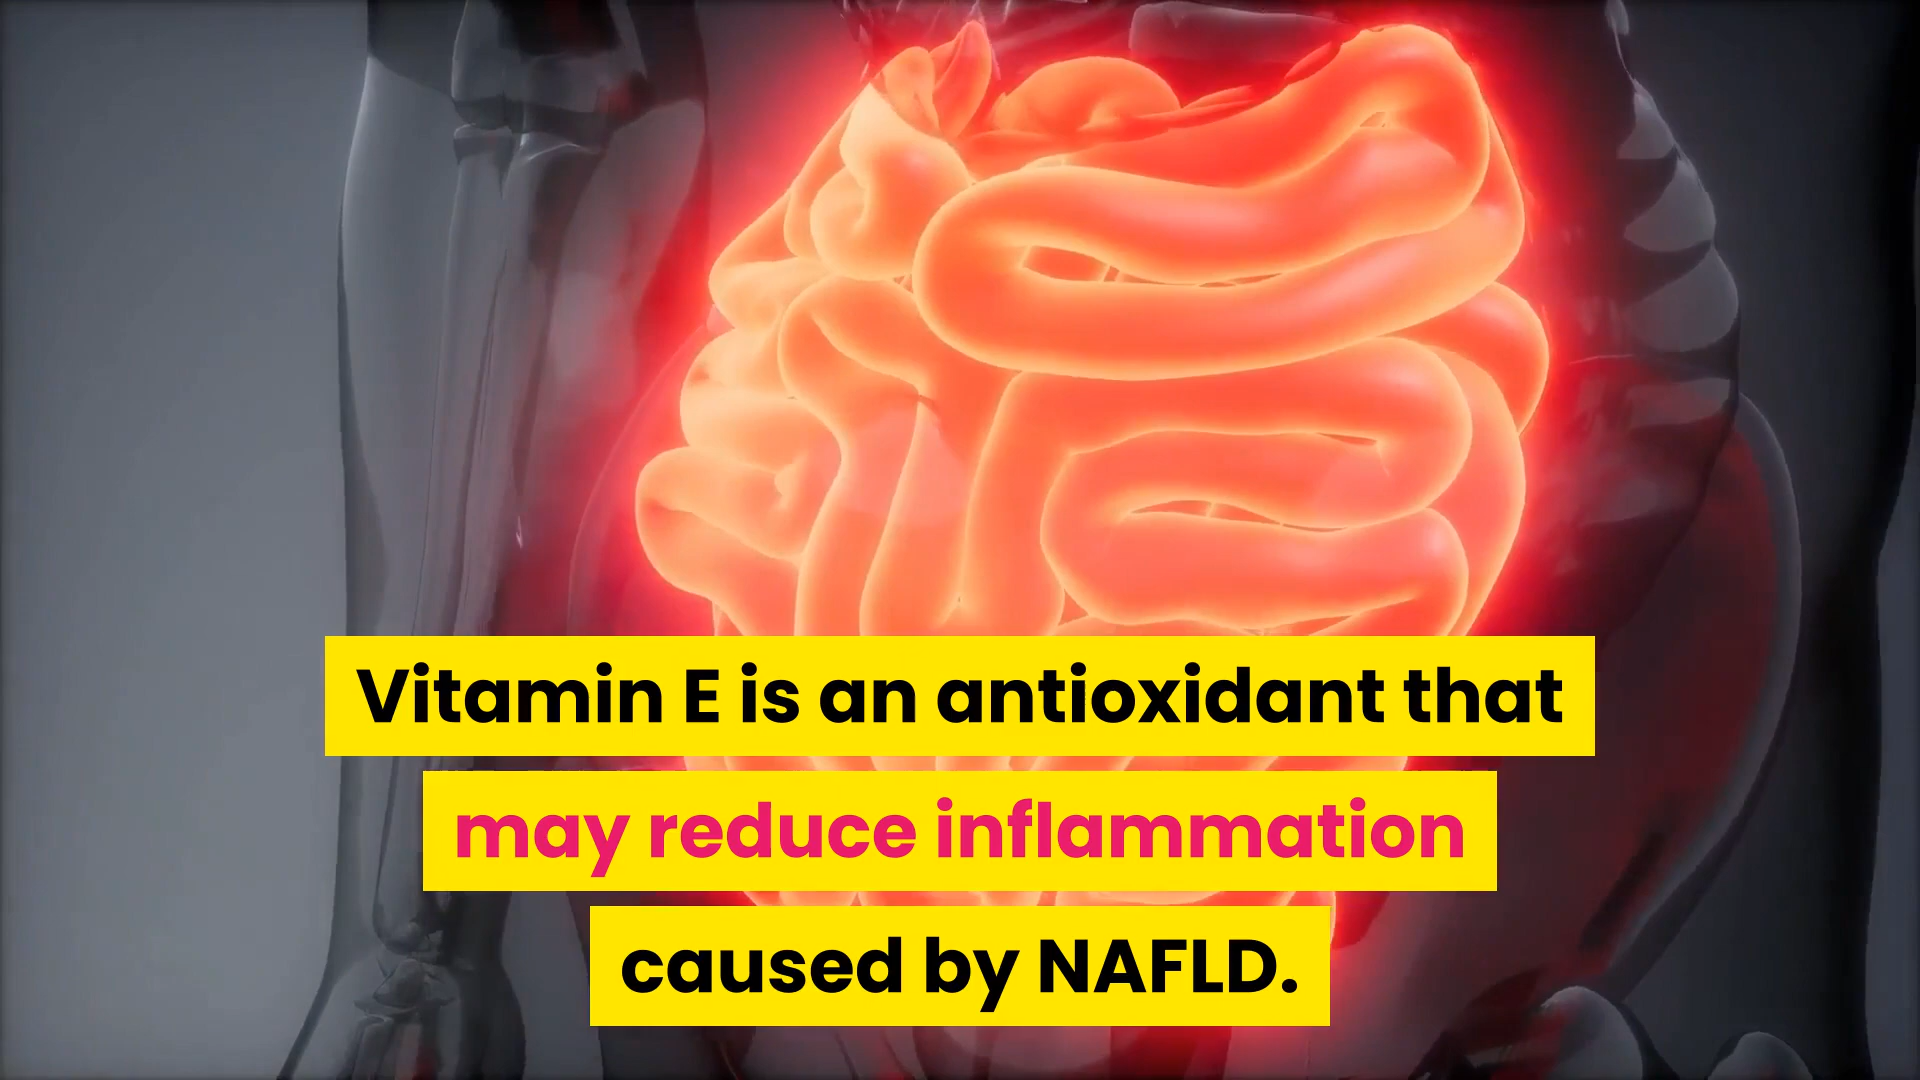 Vitamin E is an antioxidant that
may reduce inflammation
caused by NAFLD.